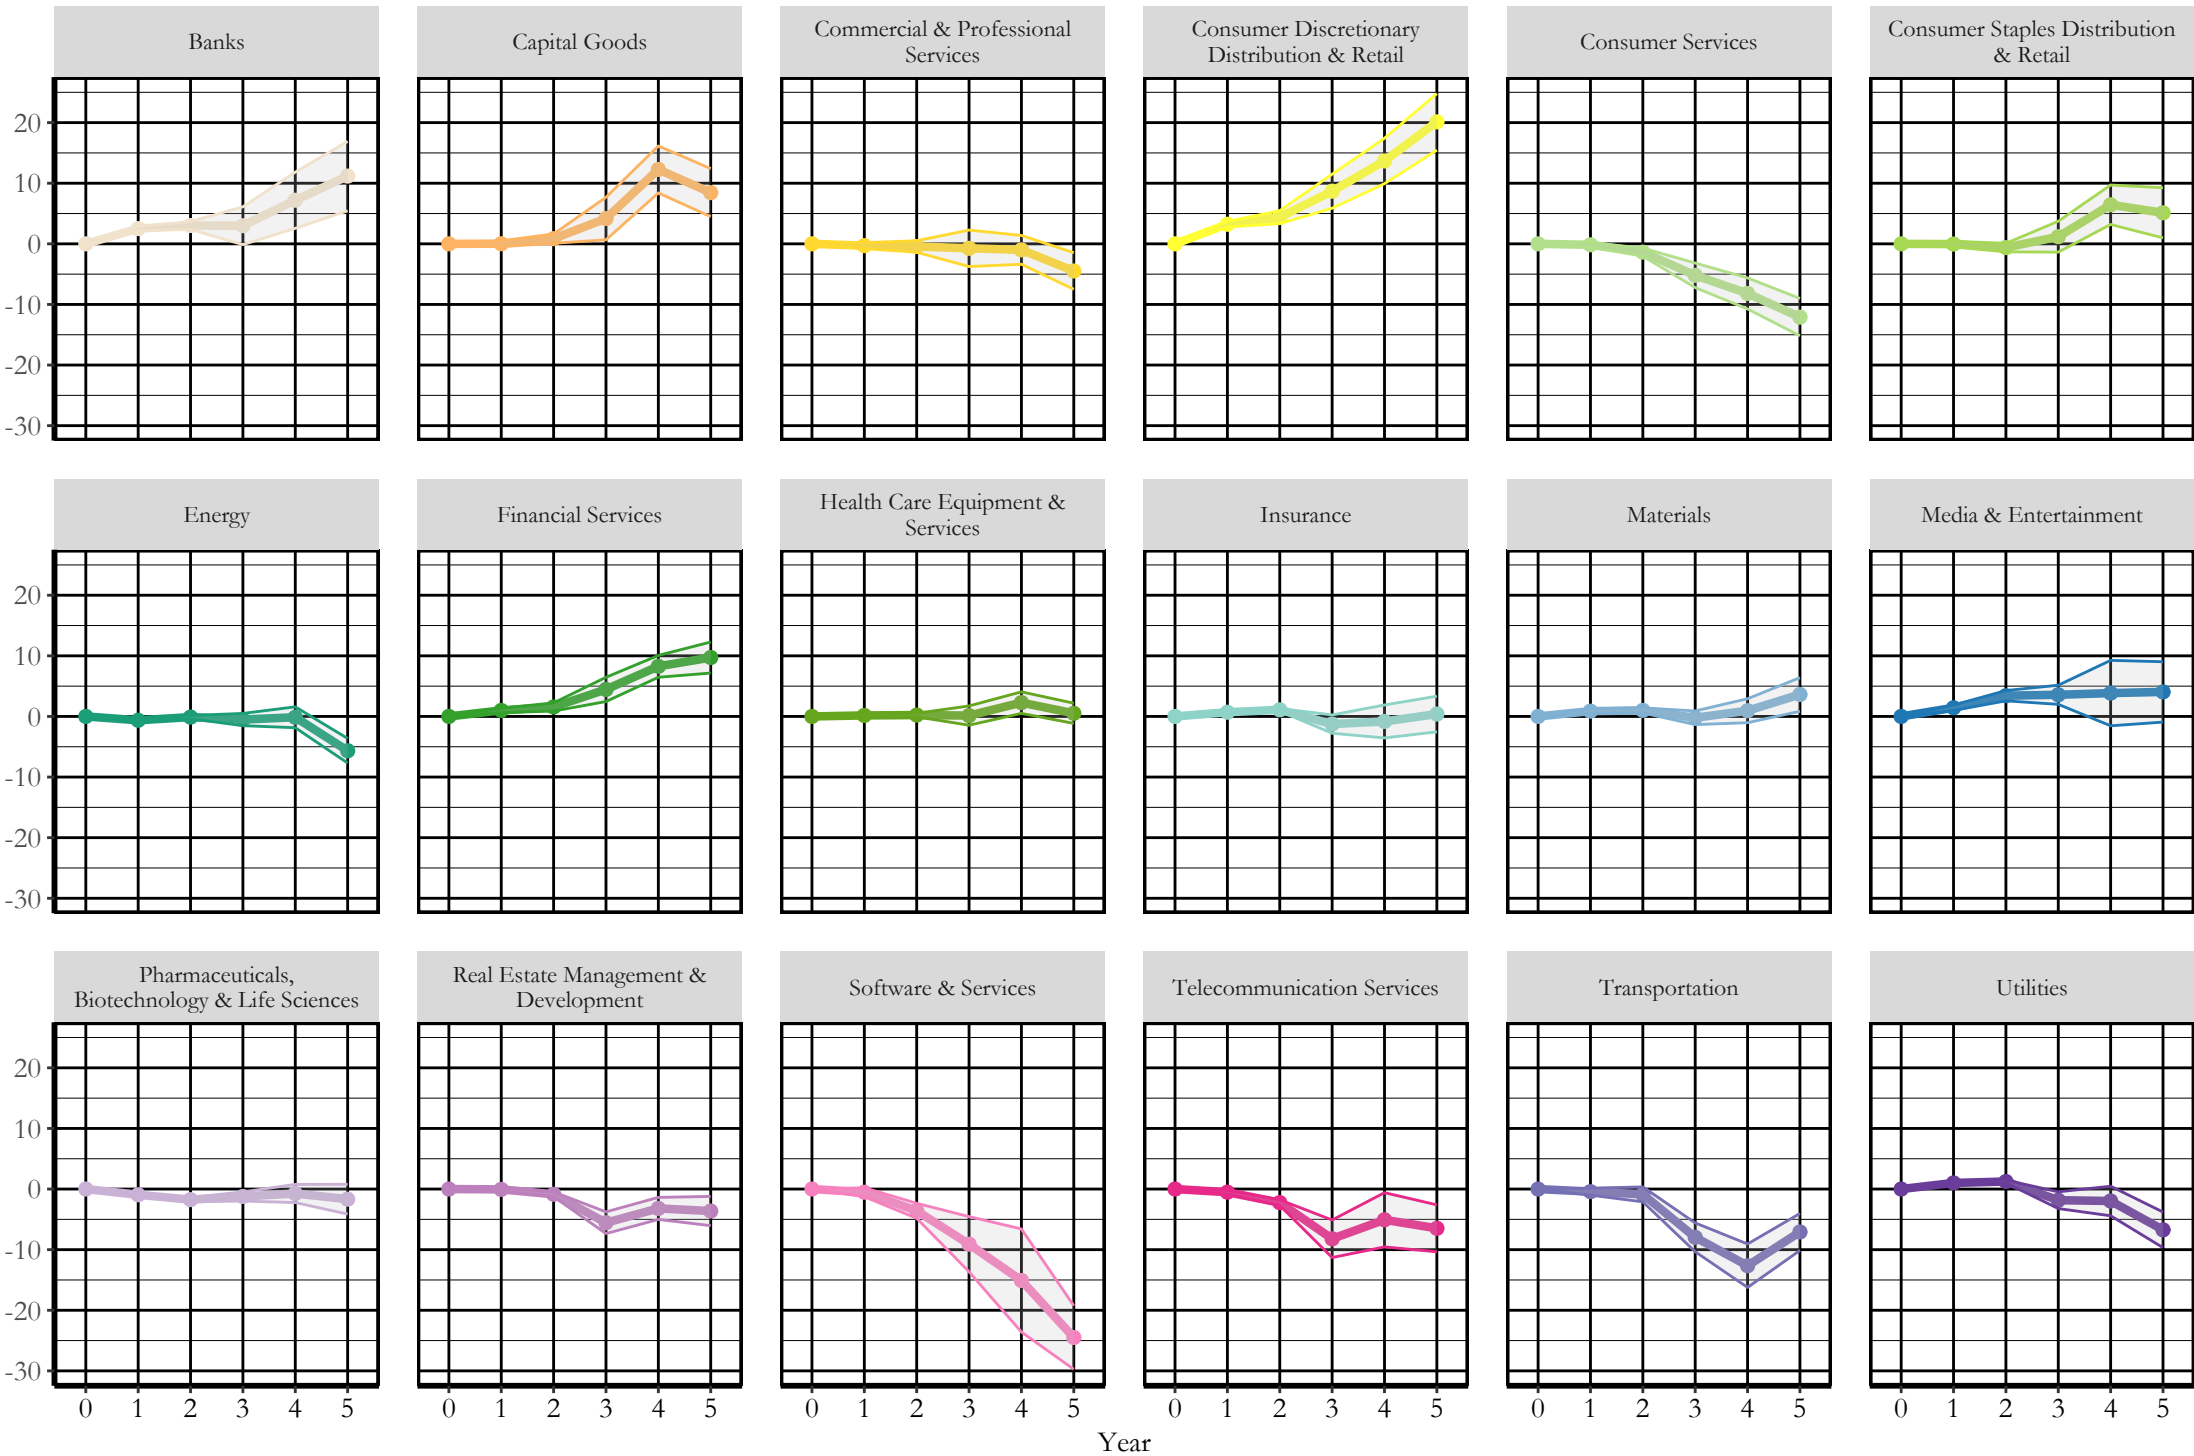 Banks
Capital Goods
Commercial & Professional
Services
Consumer Discretionary
Distribution & Retail
Consumer Services
Consumer Staples Distribution
& Retail
20
10
0
-10
-20
-30
Energy
Financial Services
Health Care Equipment &
Services
Insurance
Materials
Media & Entertainment
20
10
0
-10
-20
-30
Pharmaceuticals,
Biotechnology & Life Sciences
Real Estate Management &
Development
Software & Services
Telecommunication Services
Transportation
Utilities
20
10
0
-10
-20
-30
0 1 2 3 4 5
0 1 2 3 4 5
0 1 2 3 4 5
0 1 2 3 4 5
0 1 2 3 4 5
0 1 2 3 4 5
Year